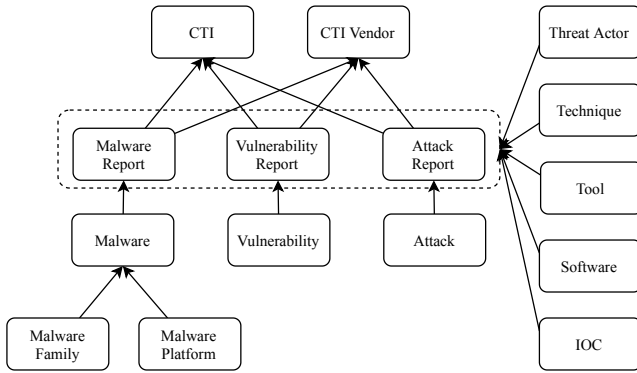 CTI
CTI Vendor
Threat Actor
Technique
Malware
Report
Vulnerability
Report
Attack
Report
Tool
Malware
Vulnerability
Attack
Software
Malware
Family
Malware
Platform
IOC